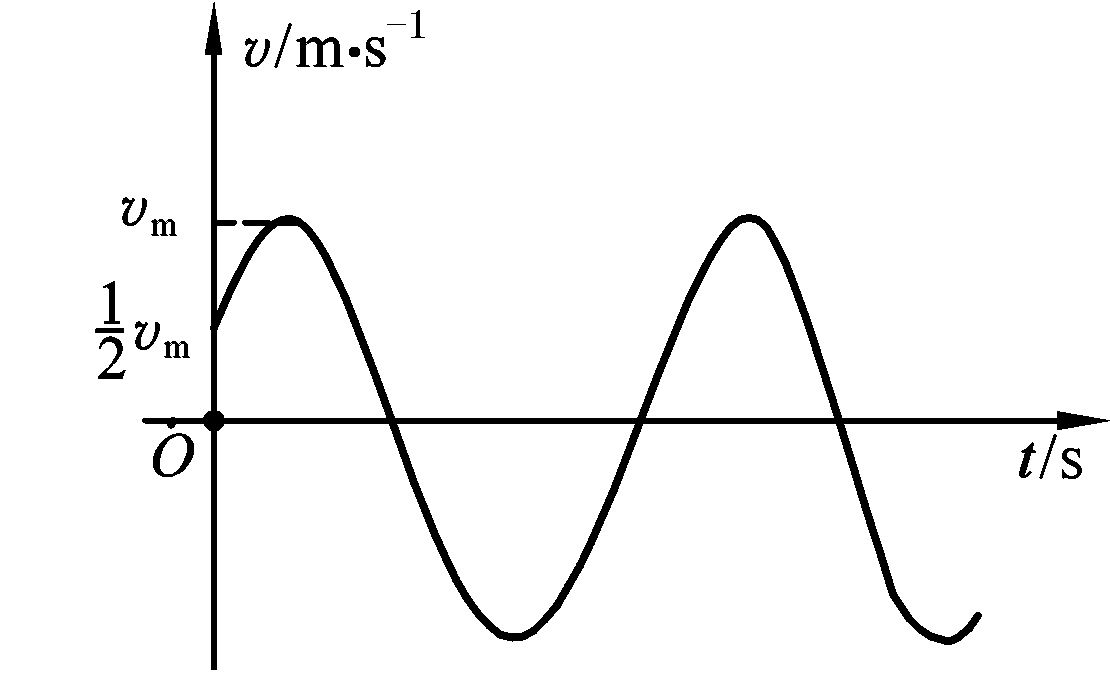 v/m·s⁻¹
vₘ
½vₘ
O
t/s